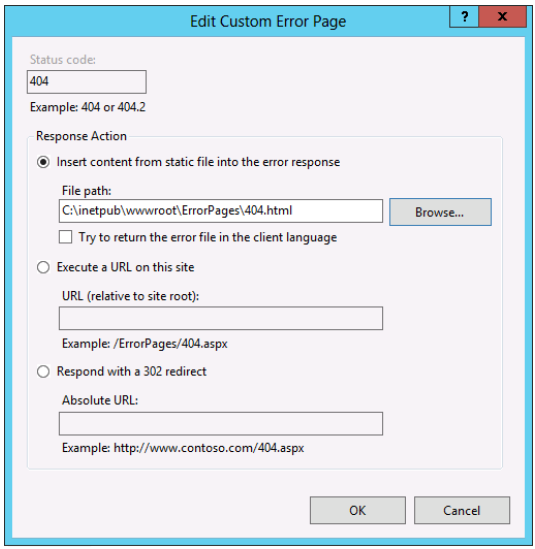 Edit Custom Error Page
?
x
Status code:
404
Example: 404 or 404.2
Response Action
Insert content from static file into the error response
File path:
C:\inetpub\wwwroot\ErrorPages\404.html
Browse...
Try to return the error file in the client language
Execute a URL on this site
URL (relative to site root):
Example: /ErrorPages/404.aspx
Respond with a 302 redirect
Absolute URL:
Example: http://www.contoso.com/404.aspx
OK Cancel